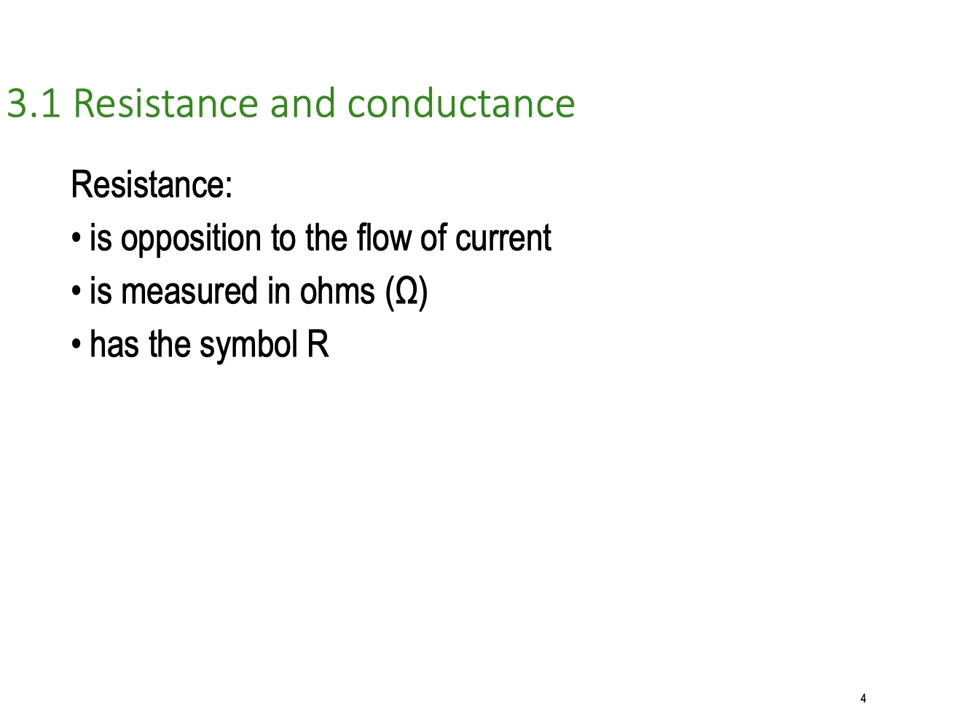 3.1 Resistance and conductance
Resistance:
• is opposition to the flow of current
• is measured in ohms (Ω)
• has the symbol R
4